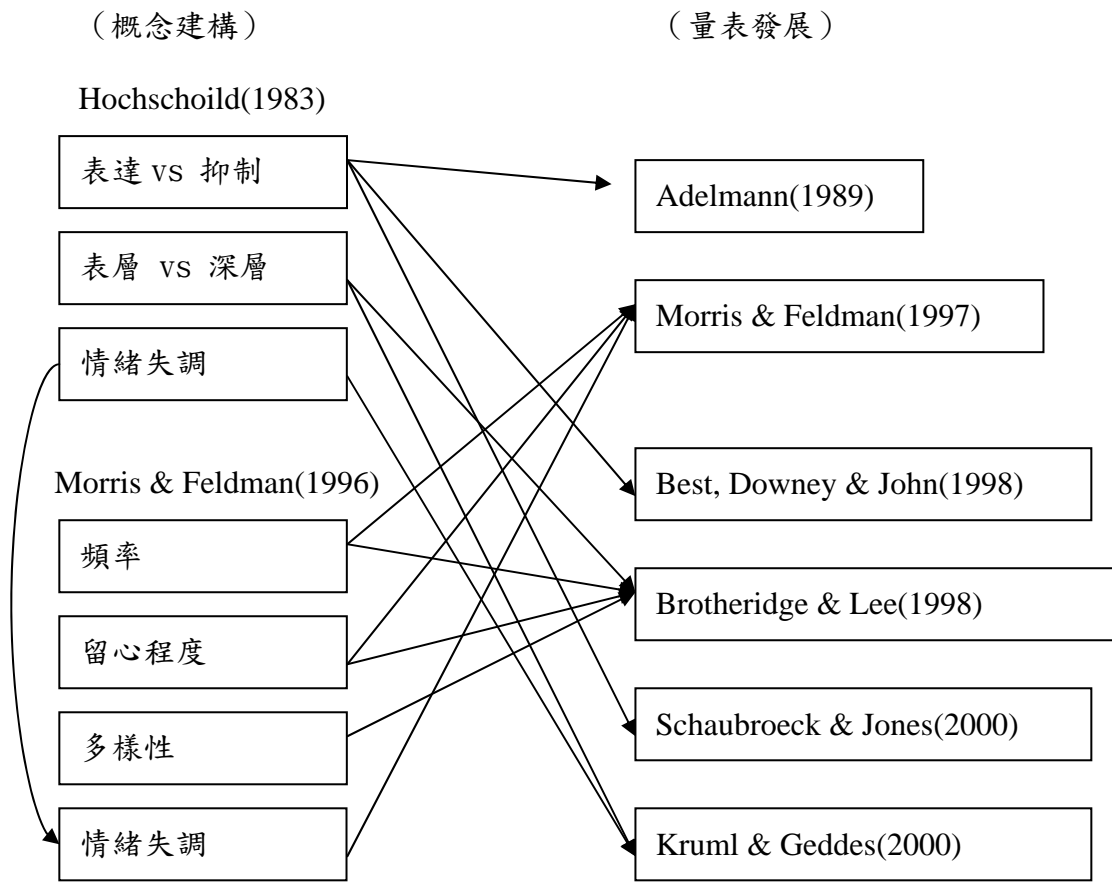 （概念建構）
Hochschoild(1983)
表達 vs 抑制
表層 vs 深層
情緒失調
Morris & Feldman(1996)
頻率
留心程度
多樣性
情緒失調
（量表發展）
Adelmann(1989)
Morris & Feldman(1997)
Best, Downey & John(1998)
Brotheridge & Lee(1998)
Schaubroeck & Jones(2000)
Kruml & Geddes(2000)